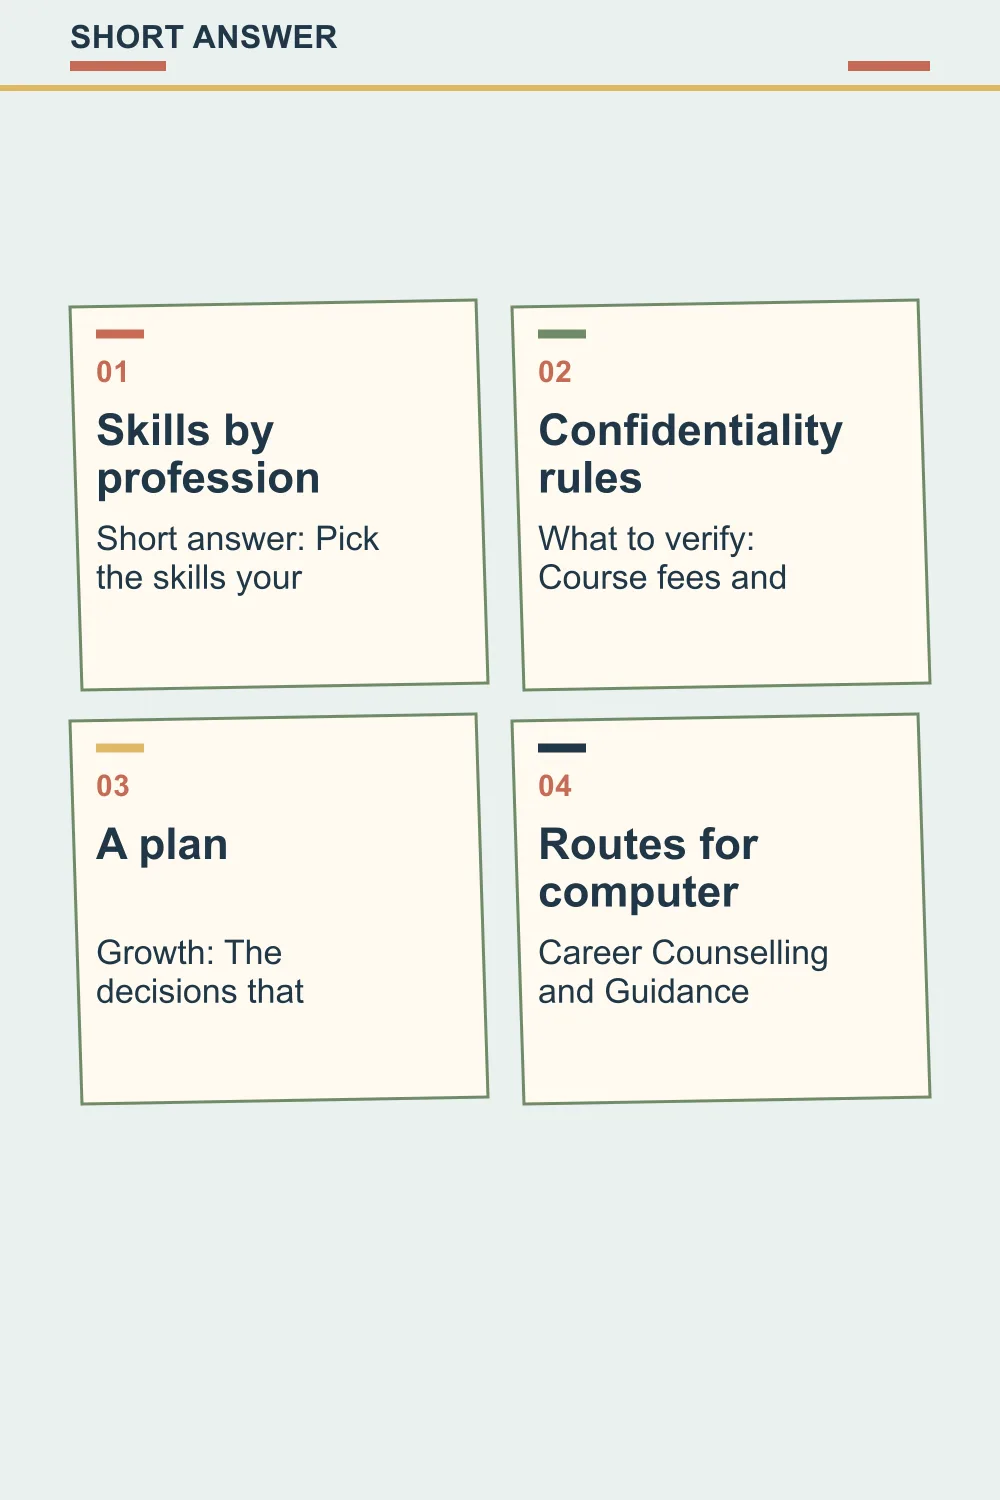 SHORT ANSWER
01
Skills by
profession
Short answer: Pick
the skills your
02
Confidentiality
rules
What to verify:
Course fees and
03
A plan
Growth: The
decisions that
04
Routes for
computer
Career Counselling
and Guidance